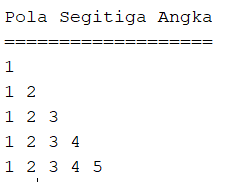 Pola Segitiga Angka
===================
1
1 2
1 2 3
1 2 3 4
1 2 3 4 5